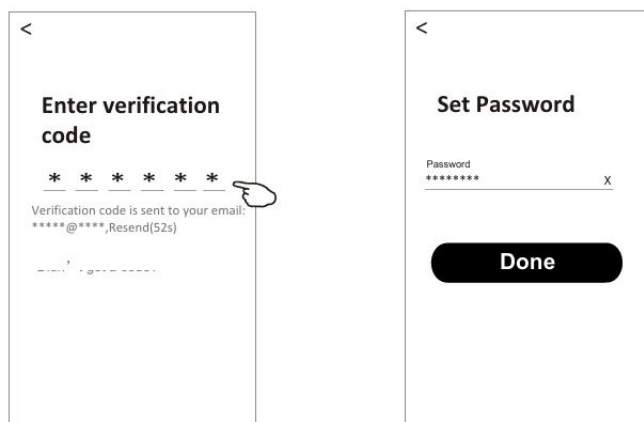 <
Enter verification
code
* * * * * *
Verification code is sent to your email:
*****@****,Resend(52s)
<
Set Password
Password
********
X
Done